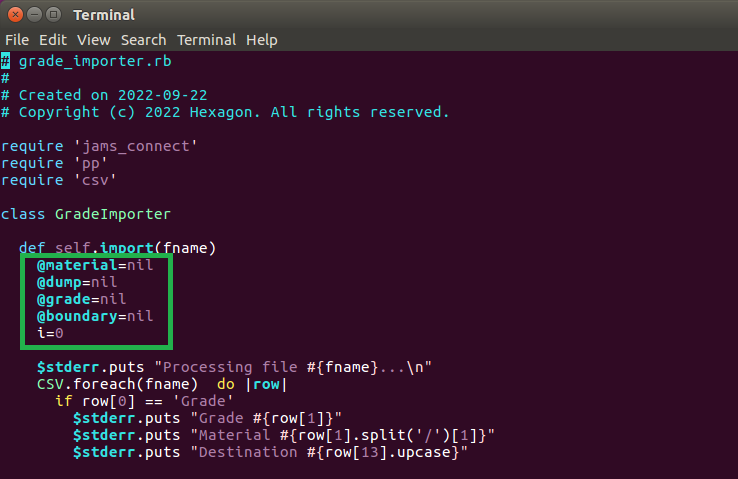 Terminal
File Edit View Search Terminal Help
# grade_importer.rb
#
# Created on 2022-09-22
# Copyright (c) 2022 Hexagon. All rights reserved.
require 'jams_connect'
require 'pp'
require 'csv'
class GradeImporter
def self.import(fname)
@material=nil
@dump=nil
@grade=nil
@boundary=nil
i=0
$stderr.puts "Processing file #{fname}...\n"
CSV.foreach(fname)  do |row|
if row[0] == 'Grade'
$stderr.puts "Grade #{row[1]}"
$stderr.puts "Material #{row[1].split('/')[1]}"
$stderr.puts "Destination #{row[13].upcase}"